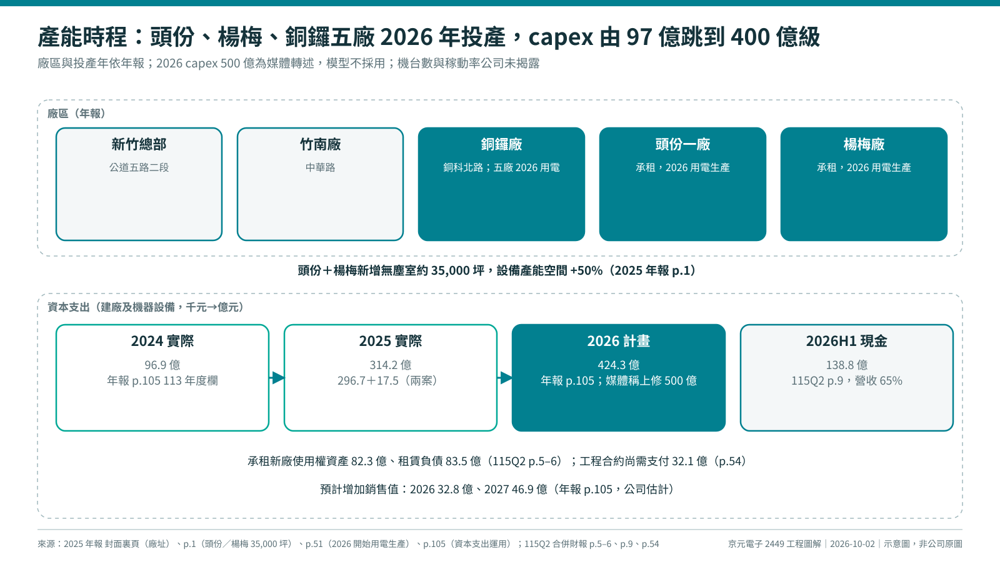 產能時程：頭份、楊梅、銅鑼五廠 2026 年投產，capex 由 97 億跳到 400 億級
廠區與投產年依年報；2026 capex 500 億為媒體轉述，模型不採用；機台數與稼動率公司未揭露
廠區（年報）
新竹總部
公道五路二段
竹南廠
中華路
銅鑼廠
銅科北路；五廠 2026 用電
頭份一廠
承租，2026 用電生產
楊梅廠
承租，2026 用電生產
頭份＋楊梅新增無塵室約 35,000 坪，設備產能空間 +50%（2025 年報 p.1）
資本支出（建廠及機器設備，千元→億元）
2024 實際
96.9 億
年報 p.105 113 年度欄
2025 實際
314.2 億
296.7＋17.5（兩案）
2026 計畫
424.3 億
年報 p.105；媒體稱上修 500 億
2026H1 現金
138.8 億
115Q2 p.9，營收 65%
承租新廠使用權資產 82.3 億、租賃負債 83.5 億（115Q2 p.5–6）；工程合約尚需支付 32.1 億（p.54）
預計增加銷售值：2026 32.8 億、2027 46.9 億（年報 p.105，公司估計）
來源：2025 年報 封面裏頁（廠址）、p.1（頭份／楊梅 35,000 坪）、p.51（2026 開始用電生產）、p.105（資本支出運用）；115Q2 合併財報 p.5–6、p.9、p.54
京元電子 2449 工程圖解｜2026-10-02｜示意圖，非公司原圖